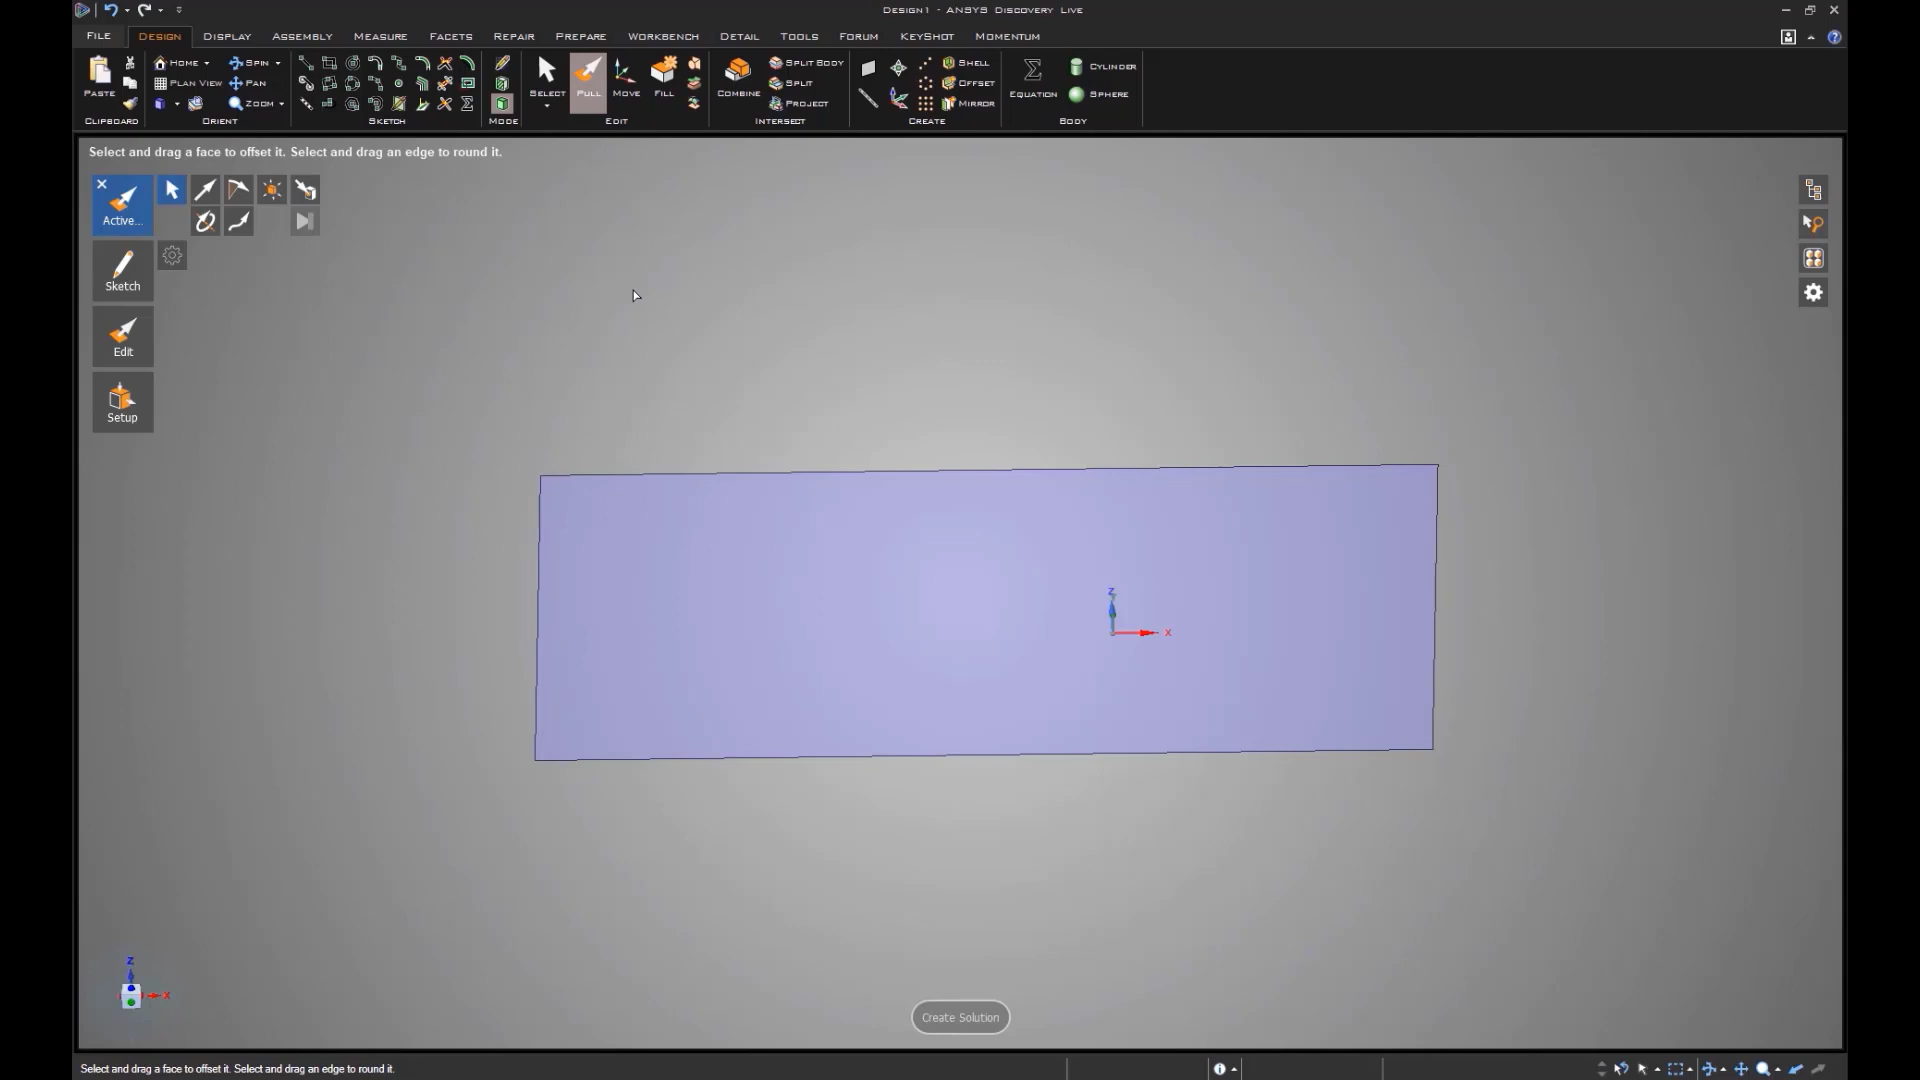 Design1 - ANSYS Discovery Live
File Design Display Assembly Measure Facets Repair Prepare Workbench Detail Tools Forum KeyShot Momentum
Paste
Clipboard
Home Spin
Plan View Pan
Zoom
Orient
Sketch
Mode
Select Pull Move Fill
Edit
Combine
Split Body
Split
Project
Intersect
Shell
Offset
Mirror
Create
Equation
Cylinder
Sphere
Body
Select and drag a face to offset it. Select and drag an edge to round it.
Active...
Sketch
Edit
Setup
Z
X
Z
X
Create Solution
Select and drag a face to offset it. Select and drag an edge to round it.